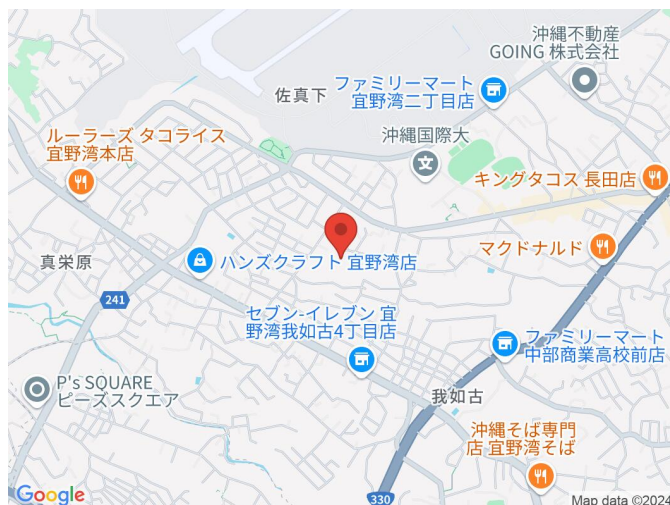 沖縄不動産
GOING 株式会社
ファミリーマート
宜野湾二丁目店
佐真下
ルーラーズ タコライス
宜野湾本店
沖縄国際大
文
キングタコス 長田店
マクドナルド
真栄原
ハンズクラフト 宜野湾店
241
セブン-イレブン 宜
野湾我如古4丁目店
ファミリーマート
中部商業高校前店
P's SQUARE
ピーズスクエア
我如古
沖縄そば専門
店 宜野湾そば
Google
330
Map data ©2024